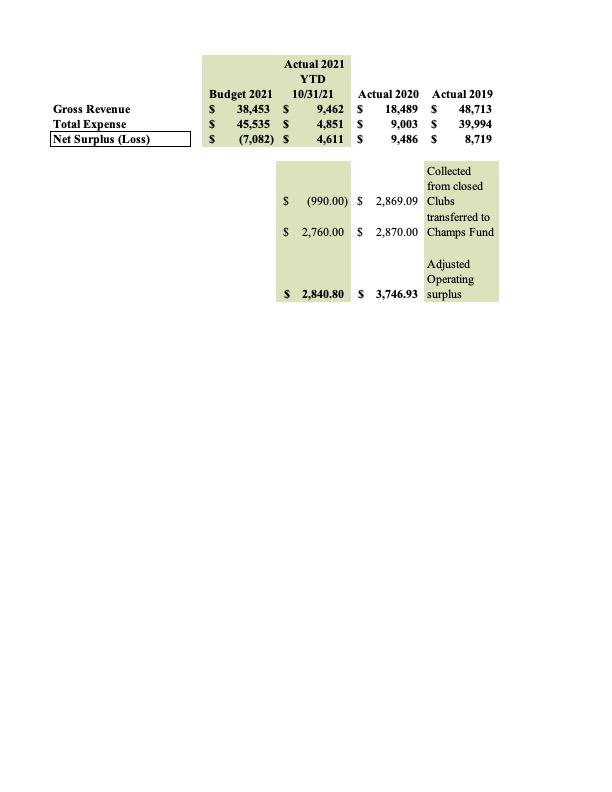 Actual 2021
YTD
Budget 2021 10/31/21 Actual 2020 Actual 2019
Gross Revenue $ 38,453 $ 9,462 $ 18,489 $ 48,713
Total Expense $ 45,535 $ 4,851 $ 9,003 $ 39,994
Net Surplus (Loss) $ (7,082) $ 4,611 $ 9,486 $ 8,719
Collected
from closed
$ (990.00) $ 2,869.09 Clubs
transferred to
$ 2,760.00 $ 2,870.00 Champs Fund
Adjusted
Operating
$ 2,840.80 $ 3,746.93 surplus